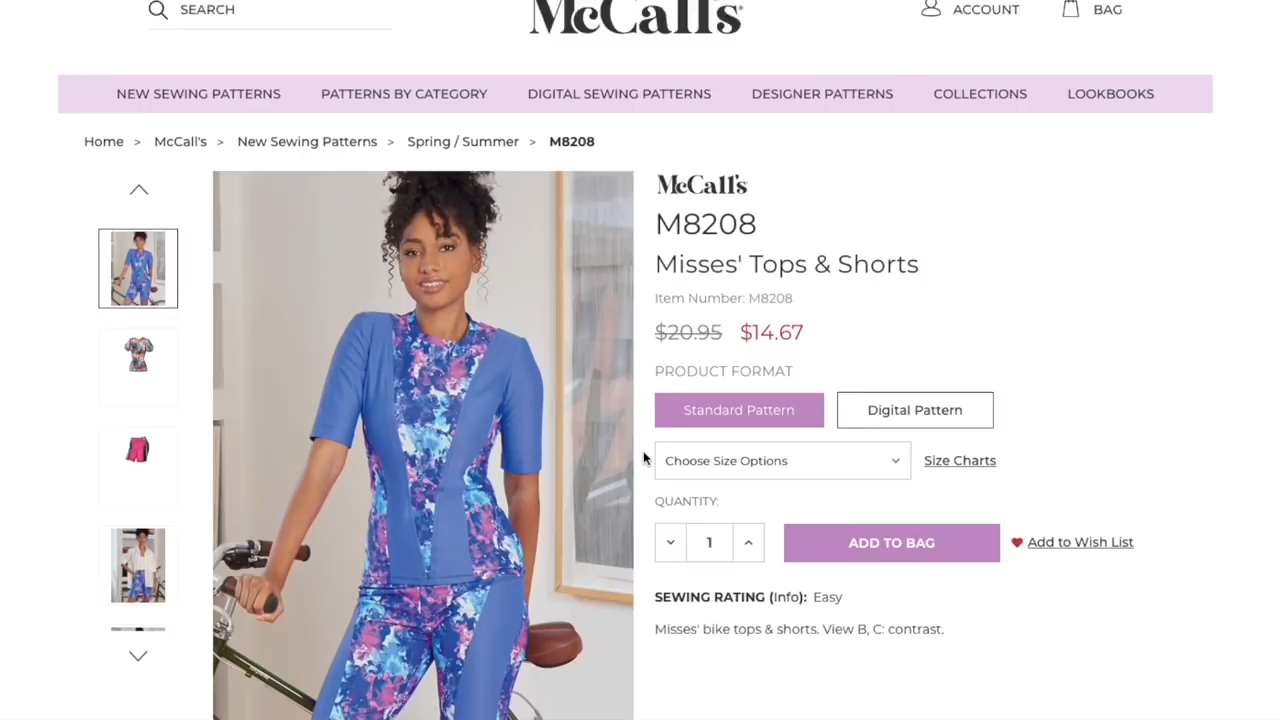 SEARCH
McCall's
ACCOUNT
BAG
NEW SEWING PATTERNS
PATTERNS BY CATEGORY
DIGITAL SEWING PATTERNS
DESIGNER PATTERNS
COLLECTIONS
LOOKBOOKS
Home > McCall's > New Sewing Patterns > Spring / Summer > M8208
McCall's
M8208
Misses' Tops & Shorts
Item Number: M8208
$20.95 $14.67
PRODUCT FORMAT
Standard Pattern
Digital Pattern
Choose Size Options
Size Charts
QUANTITY:
1
ADD TO BAG
Add to Wish List
SEWING RATING (Info): Easy
Misses' bike tops & shorts. View B, C: contrast.